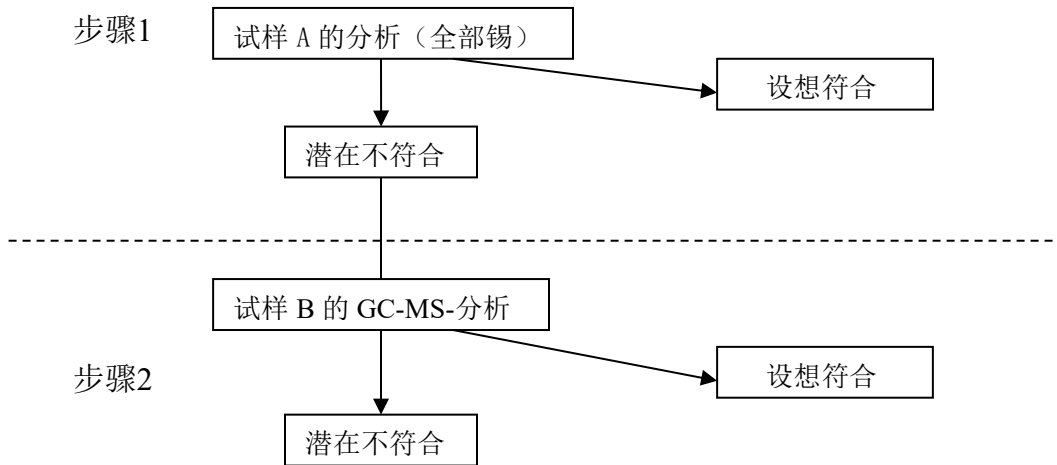 步骤1
试样 A 的分析（全部锡）
设想符合
潜在不符合
试样 B 的 GC-MS-分析
设想符合
步骤2
潜在不符合